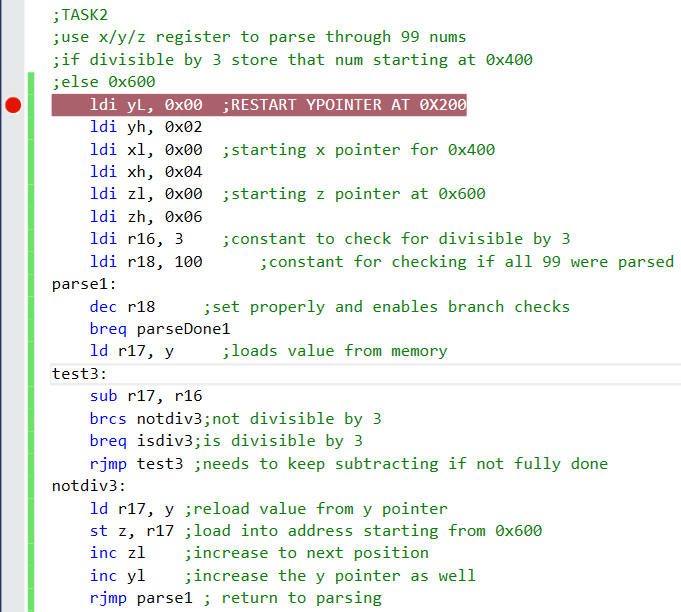 ;TASK2
;use x/y/z register to parse through 99 nums
;if divisible by 3 store that num starting at 0x400
;else 0x600
ldi yL, 0x00 ;RESTART YPOINTER AT 0X200
ldi yh, 0x02
ldi xl, 0x00 ;starting x pointer for 0x400
ldi xh, 0x04
ldi zl, 0x00 ;starting z pointer at 0x600
ldi zh, 0x06
ldi r16, 3 ;constant to check for divisible by 3
ldi r18, 100 ;constant for checking if all 99 were parsed
parse1:
dec r18 ;set properly and enables branch checks
breq parseDone1
ld r17, y ;loads value from memory
test3:
sub r17, r16
brcs notdiv3;not divisible by 3
breq isdiv3;is divisible by 3
rjmp test3 ;needs to keep subtracting if not fully done
notdiv3:
ld r17, y ;reload value from y pointer
st z, r17 ;load into address starting from 0x600
inc zl ;increase to next position
inc yl ;increase the y pointer as well
rjmp parse1 ; return to parsing